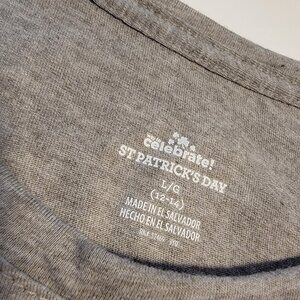 celebrate!
ST PATRICK'S DAY
L/G
(12-14)
MADE IN EL SALVADOR
HECHO EN EL SALVADOR